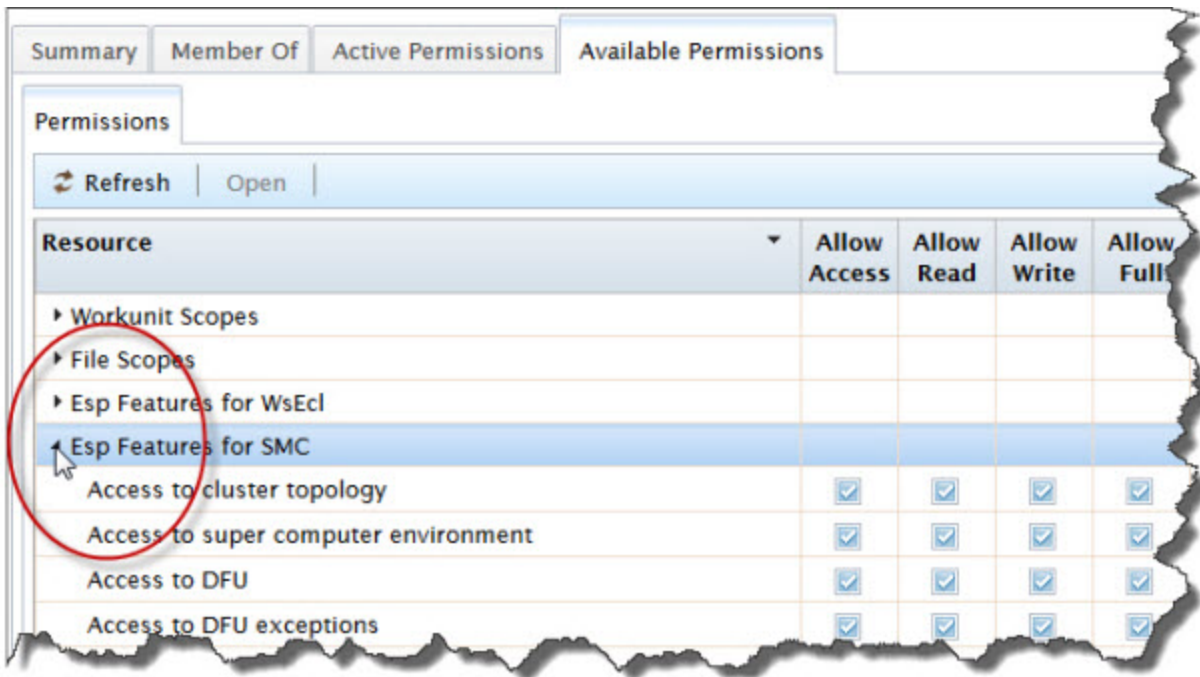 Summary Member Of Active Permissions Available Permissions
Permissions
Refresh Open
Resource Allow Access Allow Read Allow Write Allow Full
Workunit Scopes
File Scopes
Esp Features for WsEcl
Esp Features for SMC
Access to cluster topology
Access to super computer environment
Access to DFU
Access to DFU exceptions